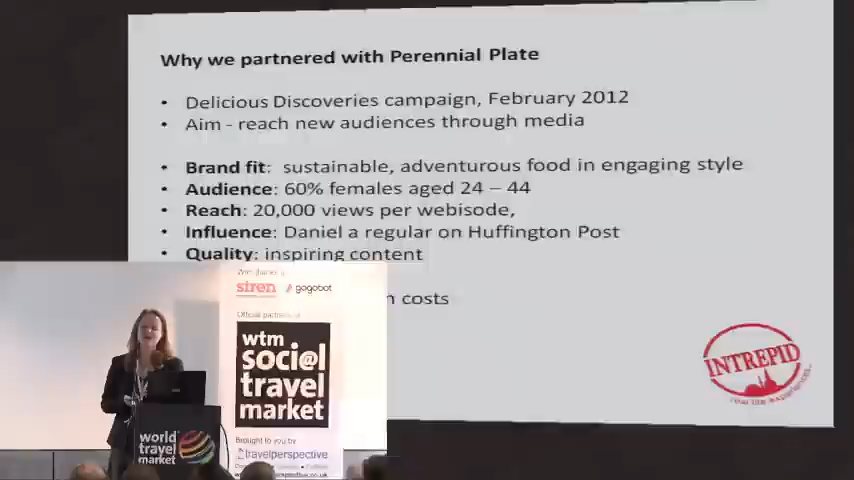 Why we partnered with Perennial Plate
• Delicious Discoveries campaign, February 2012
• Aim - reach new audiences through media
• Brand fit: sustainable, adventurous food in engaging style
• Audience: 60% females aged 24 – 44
• Reach: 20,000 views per webisode,
• Influence: Daniel a regular on Huffington Post
• Quality: inspiring content
costs
INTREPID
siren gogobot
Official partners of
wtm
soci@l
travel
market
Brought to you by
travelperspective
world
travel
market